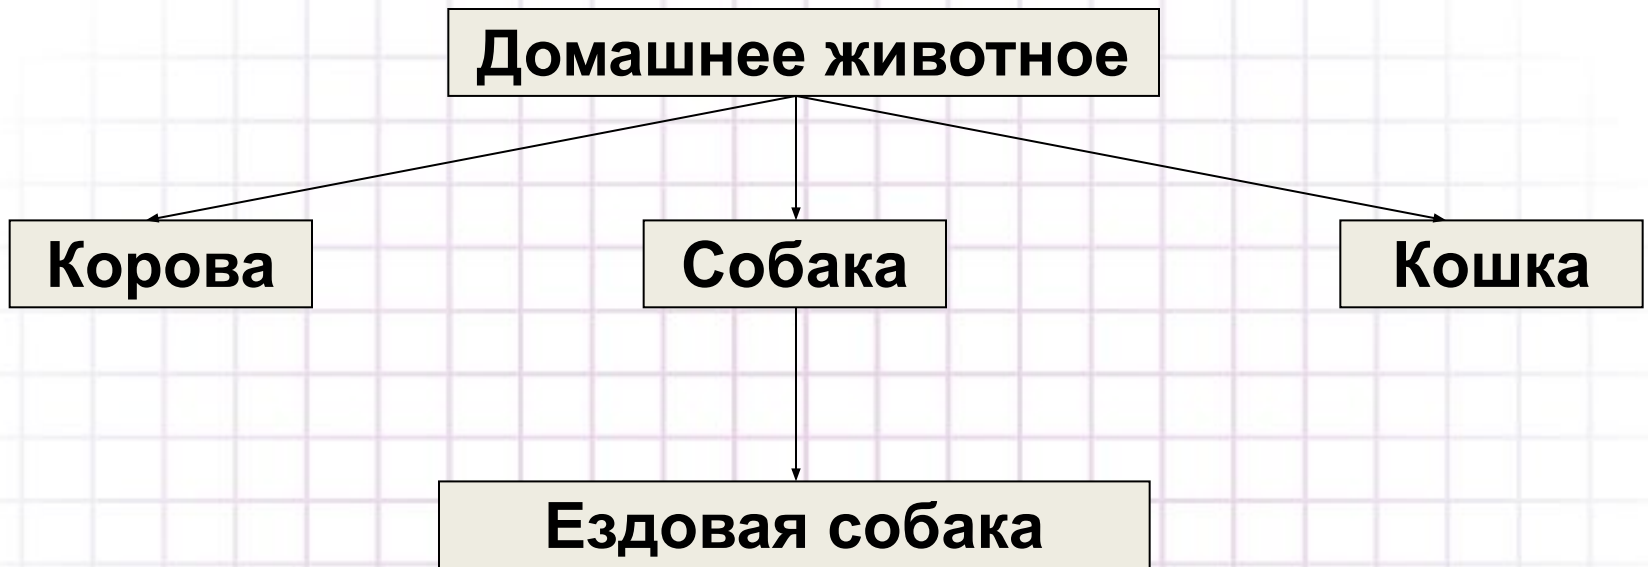 Домашнее животное
Корова
Собака
Кошка
Ездовая собака